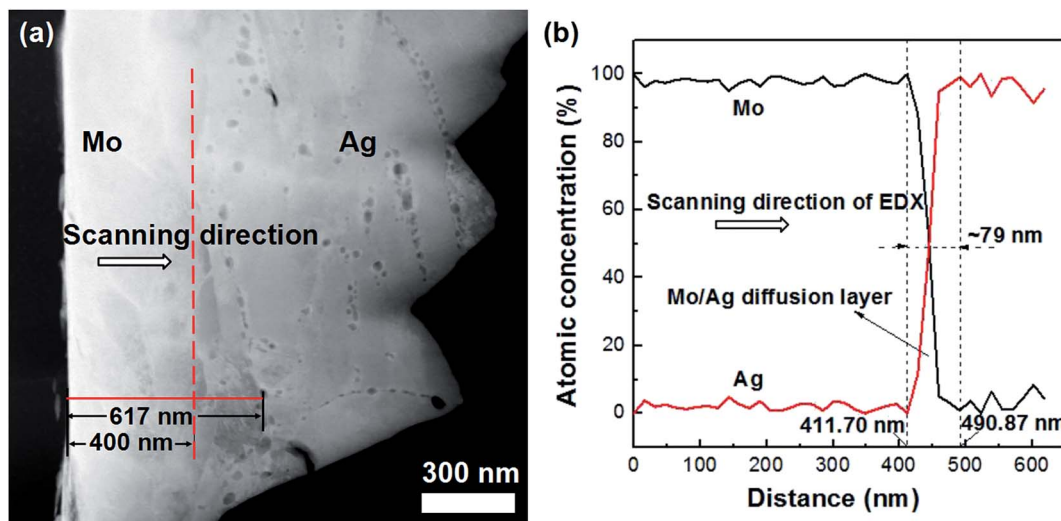 (a)
Mo
Ag
Scanning direction
617 nm
400 nm
300 nm
(b)
Atomic concentration (%)
100
80
60
40
20
0
Mo
Scanning direction of EDX
~79 nm
Mo/Ag diffusion layer
Ag
411.70 nm
490.87 nm
0 100 200 300 400 500 600
Distance (nm)